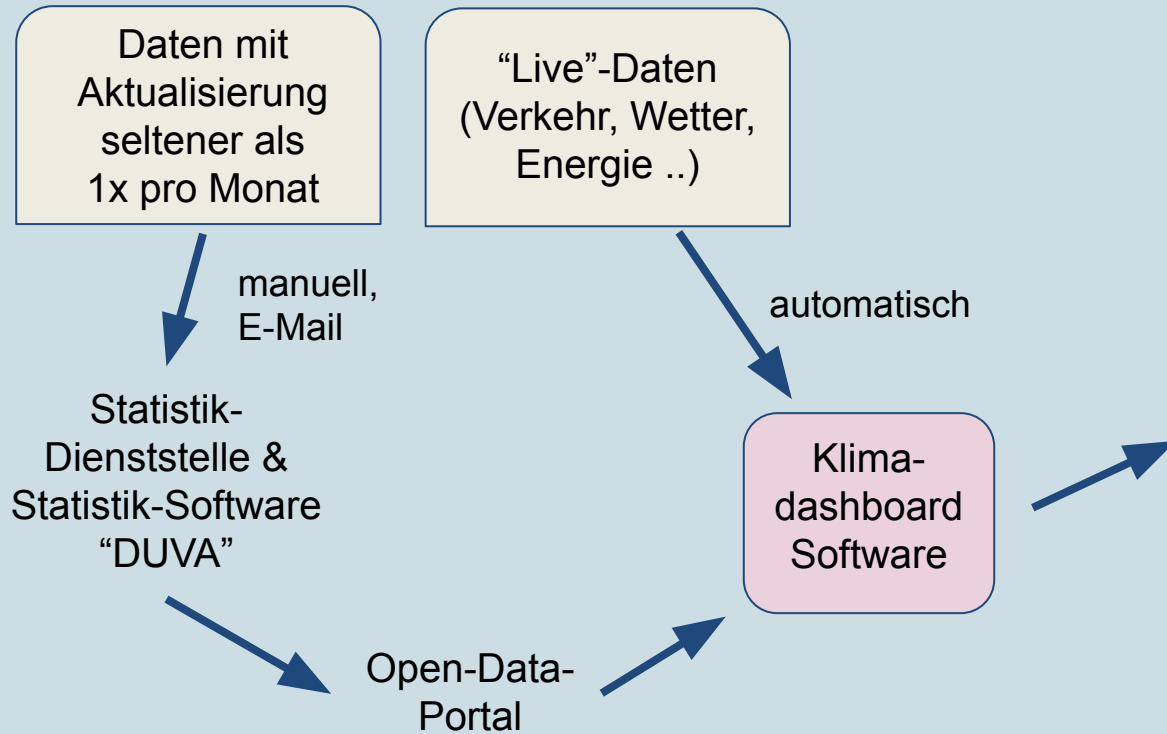 Daten mit
Aktualisierung
seltener als
1x pro Monat
“Live”-Daten
(Verkehr, Wetter,
Energie ..)
manuell,
E-Mail
automatisch
Statistik-
Dienststelle &
Statistik-Software
“DUVA”
Klima-
dashboard
Software
Open-Data-
Portal